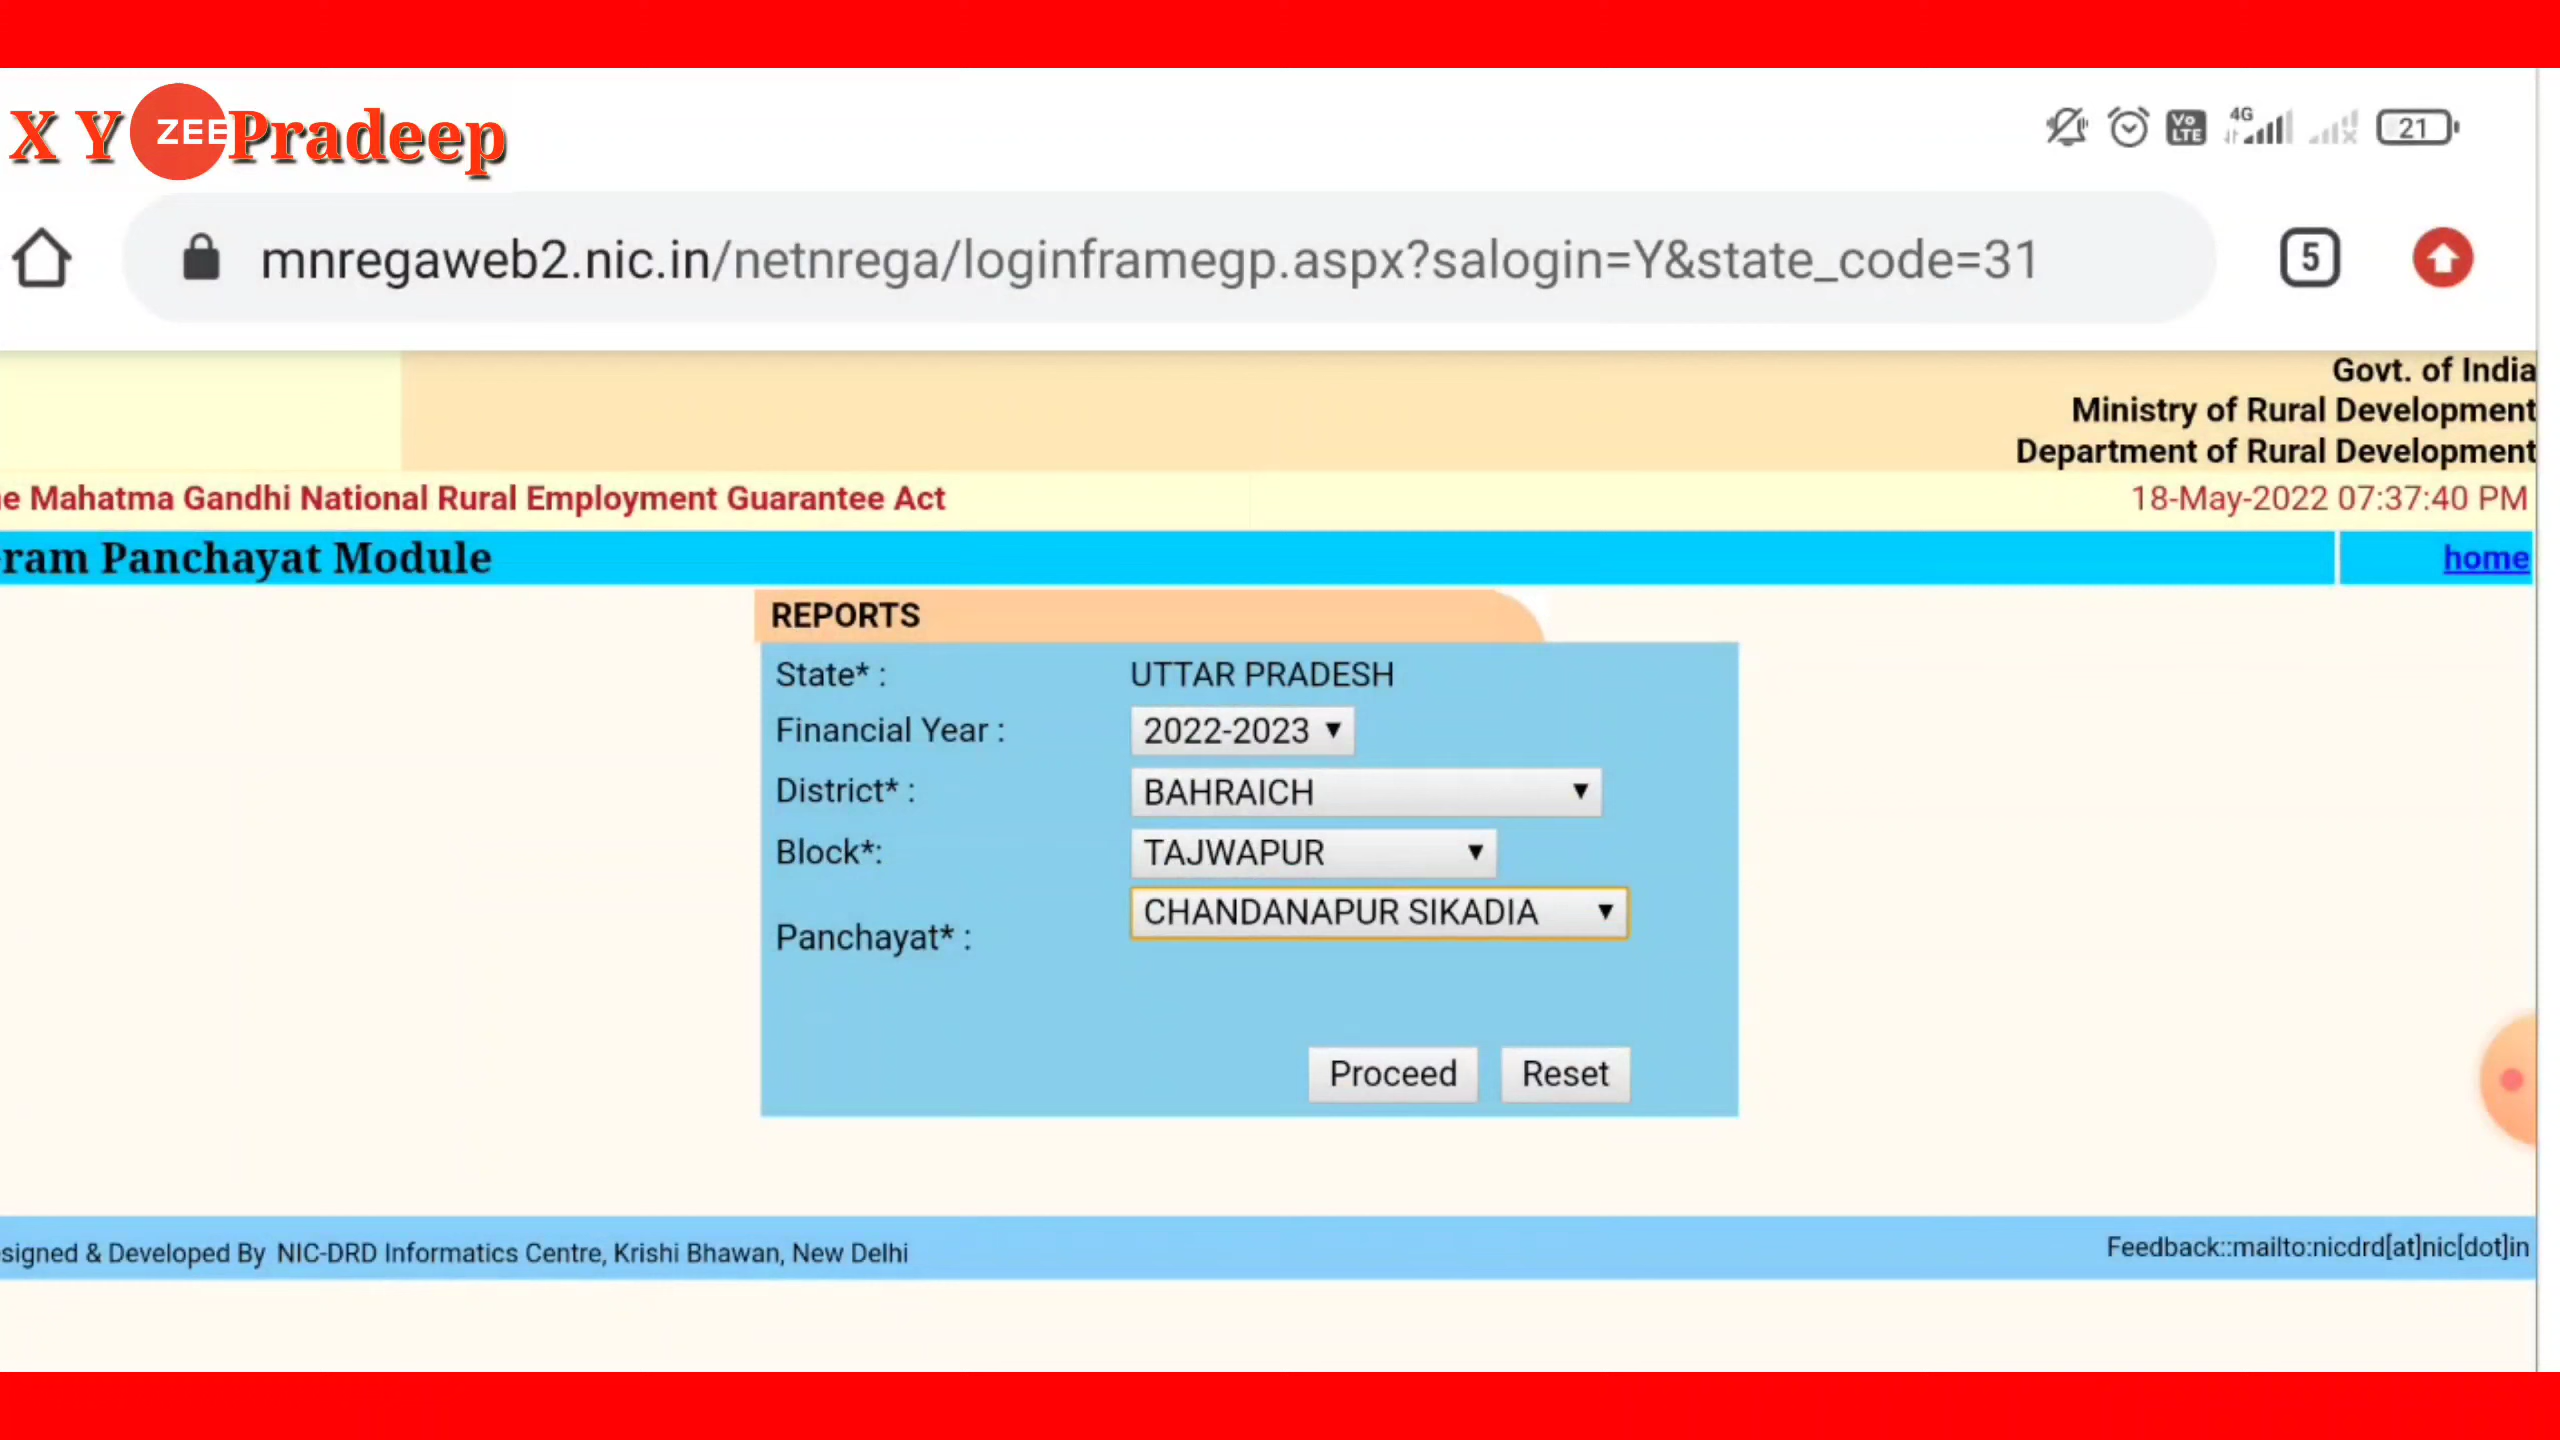 X Y ZEE Pradeep
4G
Vo LTE
21
mnregaweb2.nic.in/netnrega/loginframegp.aspx?salogin=Y&state_code=31
5
Govt. of India
Ministry of Rural Development
Department of Rural Development
e Mahatma Gandhi National Rural Employment Guarantee Act
18-May-2022 07:37:40 PM
ram Panchayat Module
home
REPORTS
State* : UTTAR PRADESH
Financial Year : 2022-2023
District* : BAHRAICH
Block*: TAJWAPUR
Panchayat* : CHANDANAPUR SIKADIA
Proceed Reset
signed & Developed By NIC-DRD Informatics Centre, Krishi Bhawan, New Delhi
Feedback::mailto:nicdrd[at]nic[dot]in